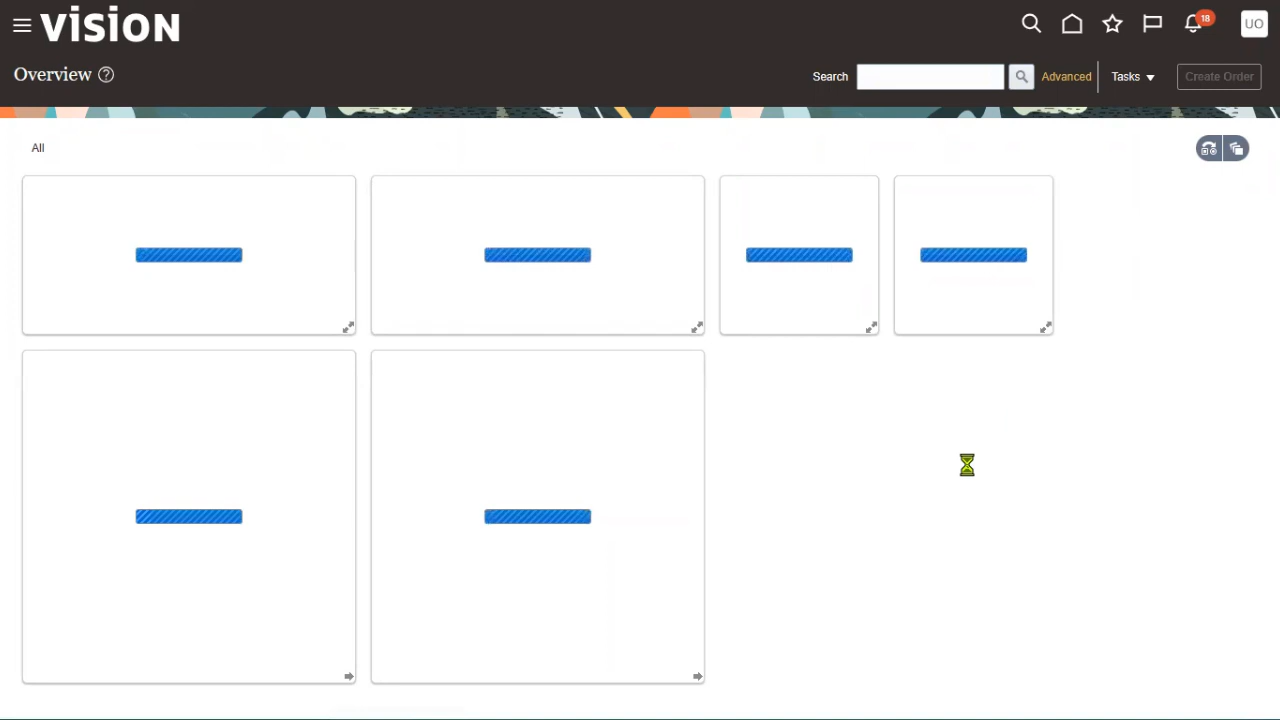 vision
18
UO
Overview ?
Search
Advanced
Tasks
Create Order
All